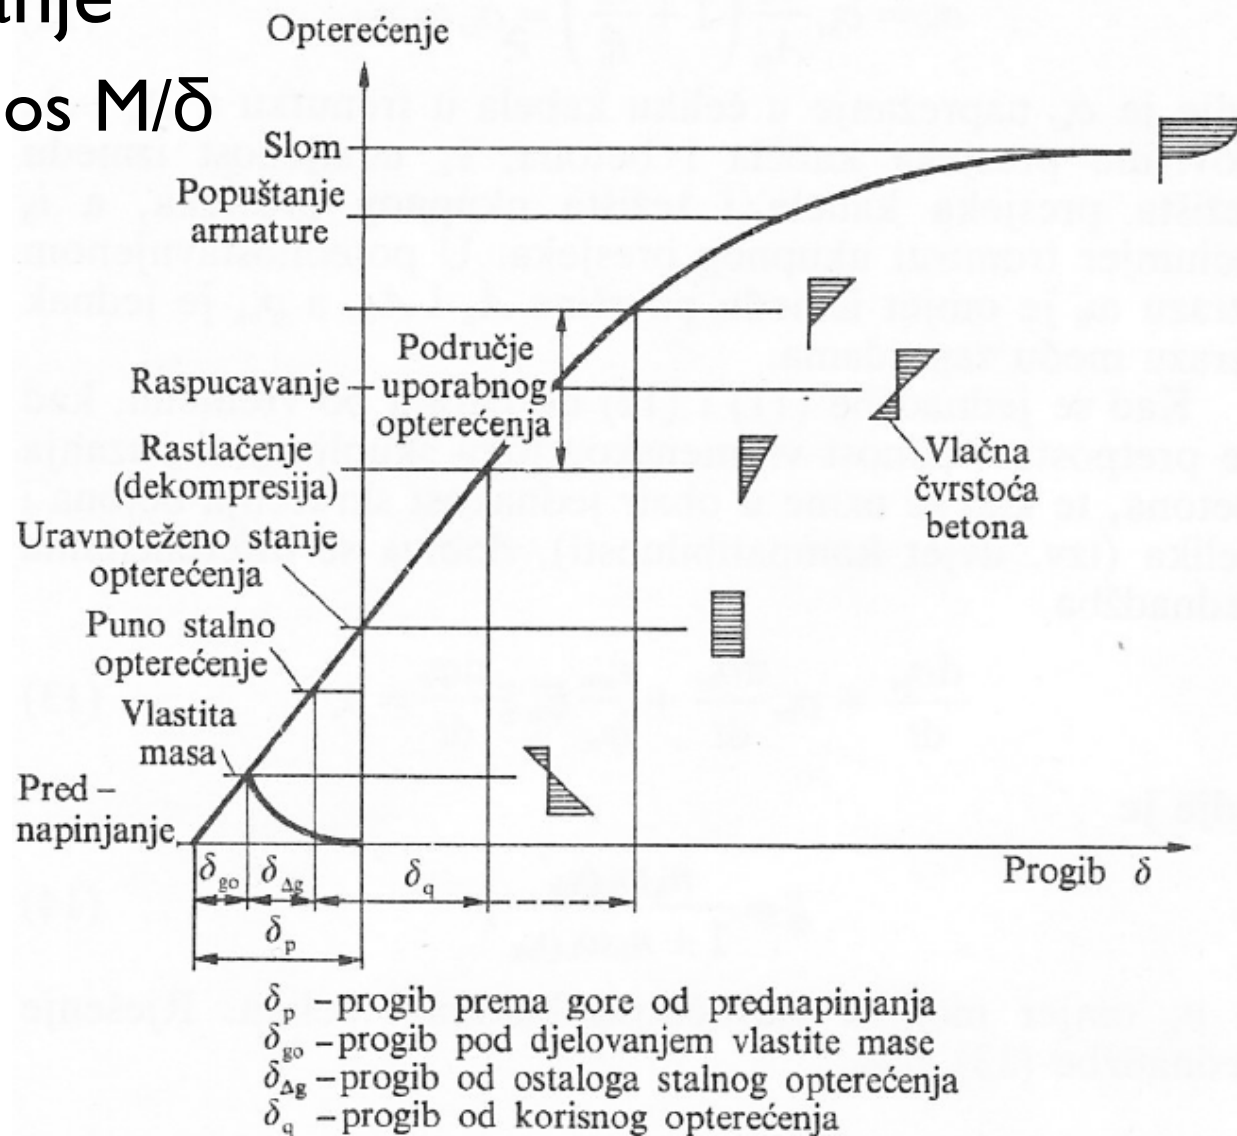 anje
os M/δ
Opterećenje
Slom
Popuštanje
armature
Područje
uporabnog
opterećenja
Raspucavanje
Rastlačenje
(dekompresija)
Vlačna
čvrstoća
betona
Uravnoteženo stanje
opterećenja
Puno stalno
opterećenje
Vlastita
masa
Pred –
napinjanje
δgo
δΔg
δq
Progib δ
δp
δp –progib prema gore od prednapinjanja
δgo –progib pod djelovanjem vlastite mase
δΔg –progib od ostaloga stalnog opterećenja
δq –progib od korisnog opterećenja